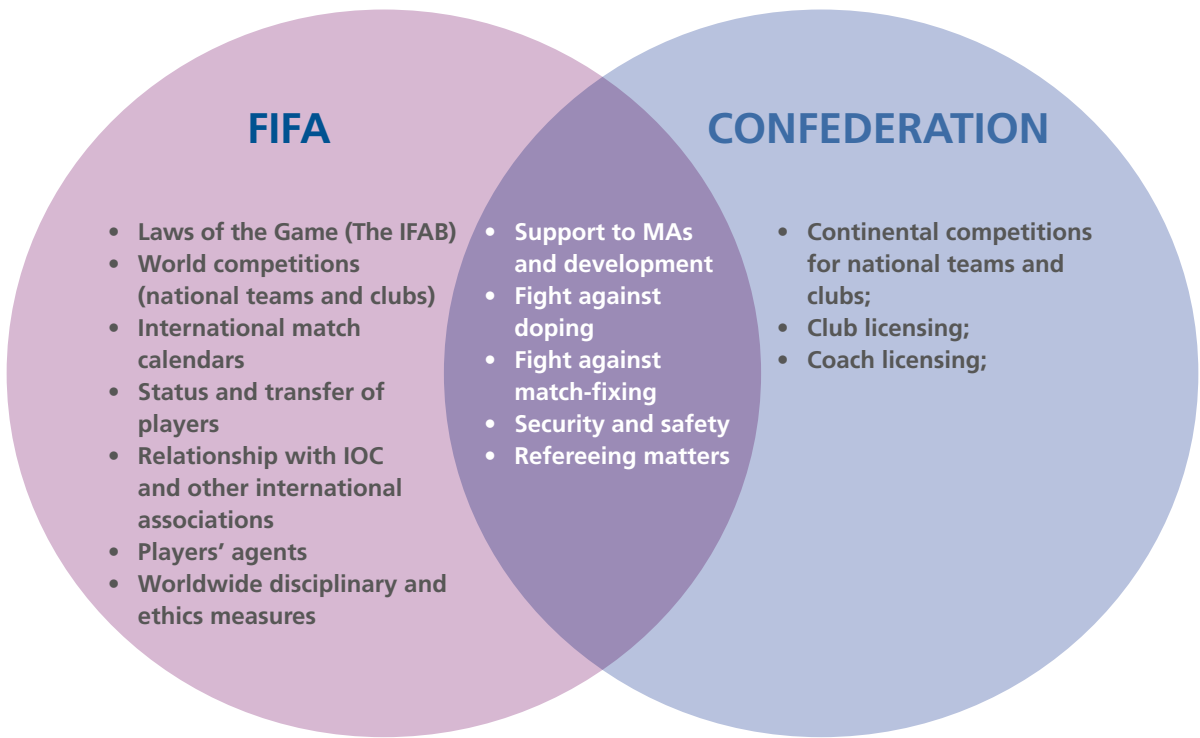 FIFA
• Laws of the Game (The IFAB)
• World competitions
(national teams and clubs)
• International match
calendars
• Status and transfer of
players
• Relationship with IOC
and other international
associations
• Players’ agents
• Worldwide disciplinary and
ethics measures
• Support to MAs
and development
• Fight against
doping
• Fight against
match-fixing
• Security and safety
• Refereeing matters
CONFEDERATION
• Continental competitions
for national teams and
clubs;
• Club licensing;
• Coach licensing;